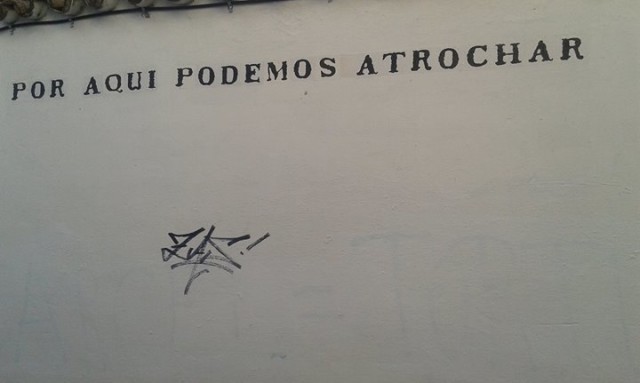 POR AQUI PODEMOS ATROCHAR